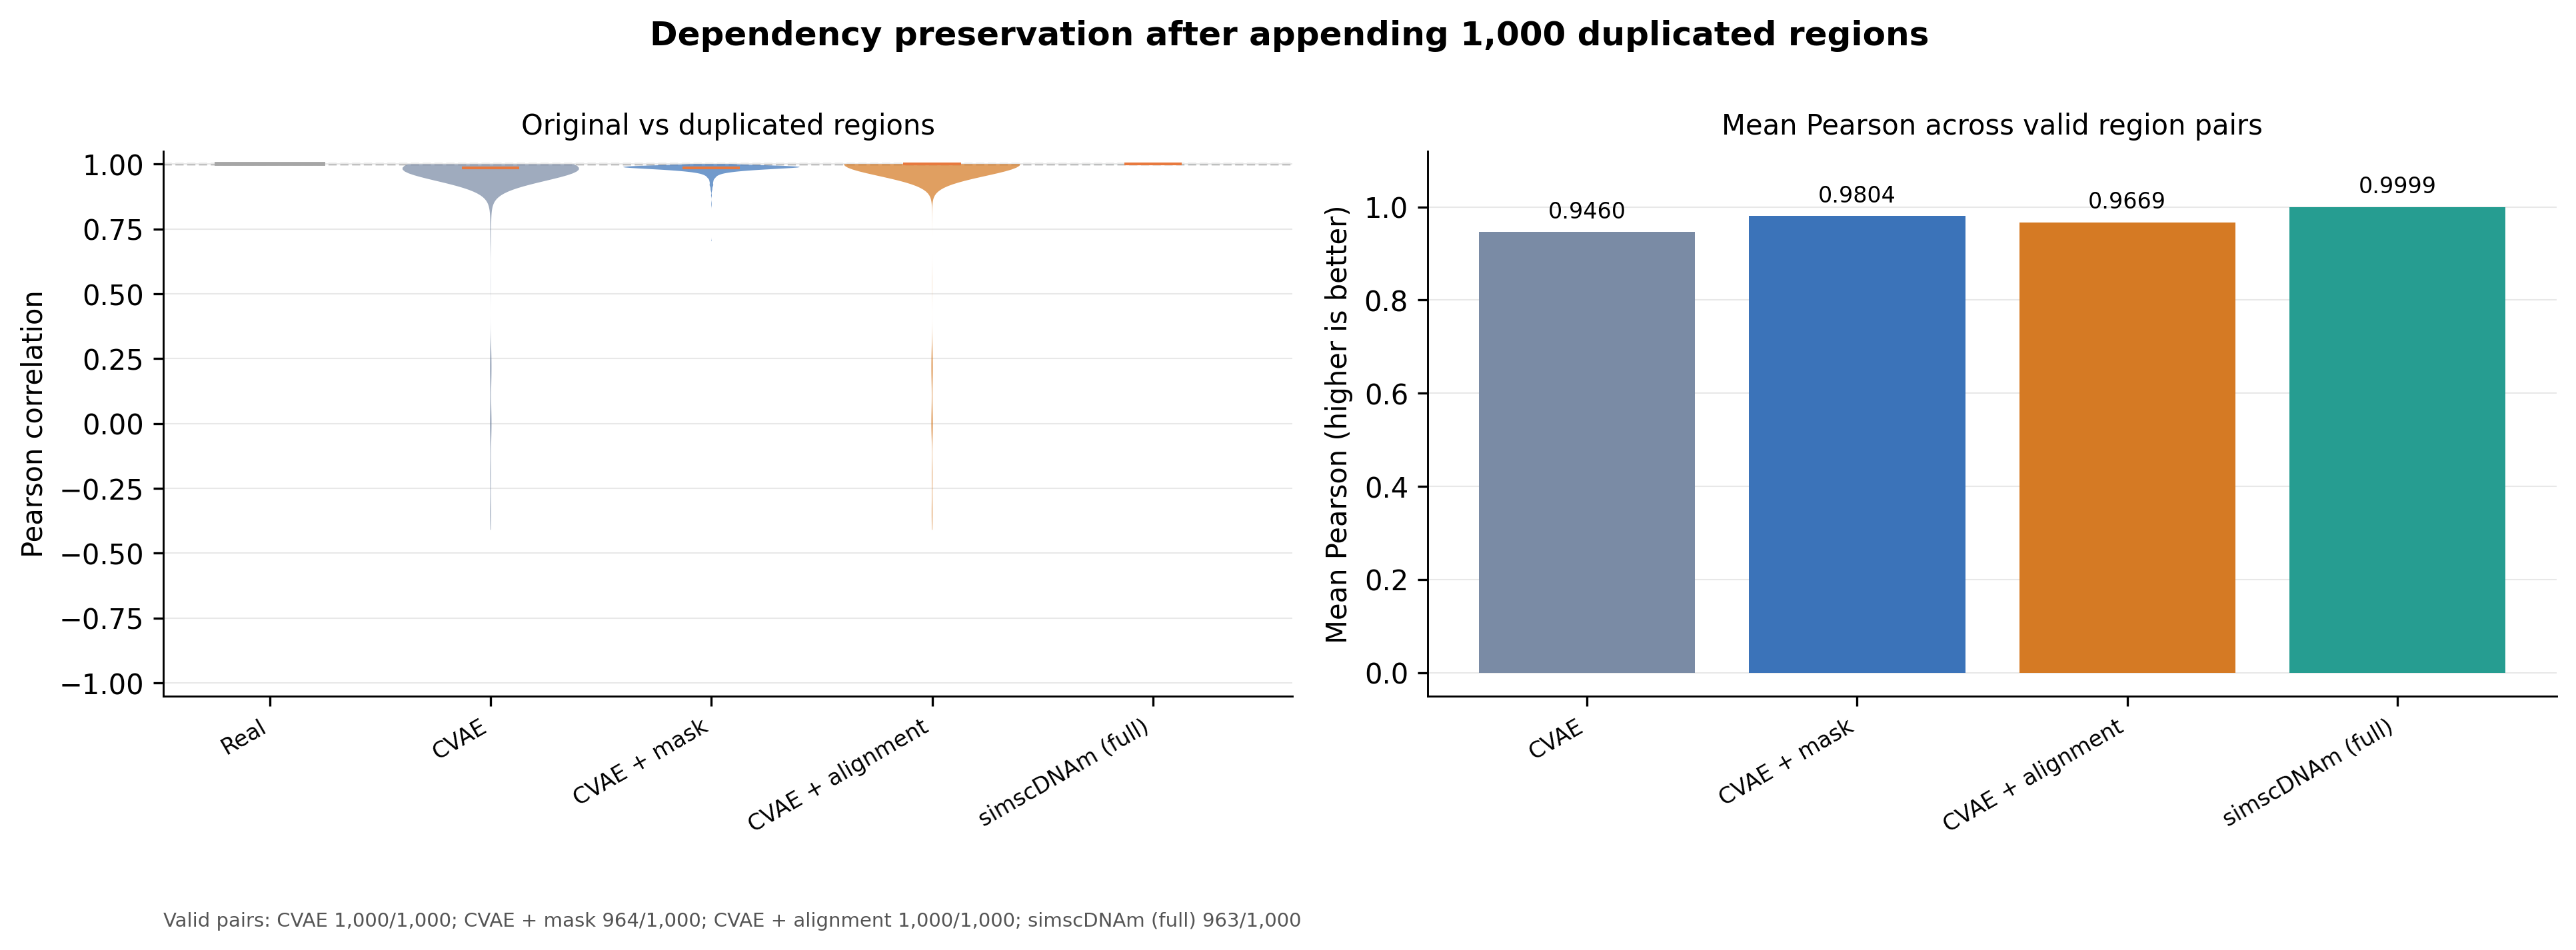 Dependency preservation after appending 1,000 duplicated regions
Original vs duplicated regions
Pearson correlation
1.00
0.75
0.50
0.25
0.00
−0.25
−0.50
−0.75
−1.00
Real
CVAE
CVAE + mask
CVAE + alignment
simscDNAm (full)
Mean Pearson across valid region pairs
Mean Pearson (higher is better)
1.0
0.8
0.6
0.4
0.2
0.0
0.9460
0.9804
0.9669
0.9999
CVAE
CVAE + mask
CVAE + alignment
simscDNAm (full)
Valid pairs: CVAE 1,000/1,000; CVAE + mask 964/1,000; CVAE + alignment 1,000/1,000; simscDNAm (full) 963/1,000